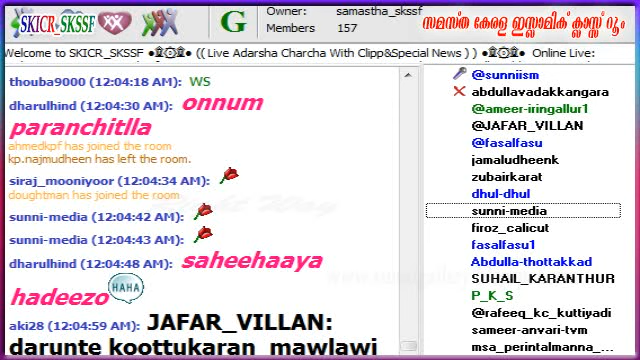 SKICR_SKSSF
G
Owner: samastha_skssf
Members 157
സമസ്ത കേരള ഇസ്ലാമിക് ക്ലാസ്സ് റൂം
Welcome to SKICR_SKSSF ●۩۞۩● (( Live Adarsha Charcha With Clipp&Special News ) ) ●۩۞۩● Online Live:
thouba9000 (12:04:18 AM): WS
dharulhind (12:04:30 AM): onnum
paranchitlla
ahmedkpf has joined the room
kp.najmudheen has left the room.
siraj_mooniyoor (12:04:34 AM):
doughtman has joined the room
sunni-media (12:04:42 AM):
sunni-media (12:04:43 AM):
dharulhind (12:04:48 AM): saheehaaya
hadeezo HAHA
aki28 (12:04:59 AM): JAFAR_VILLAN:
darunte koottukaran mawlawi
@sunniism
abdullavadakkangara
@ameer-iringallur1
@JAFAR_VILLAN
@fasalfasu
jamaludheenk
zubairkarat
dhul-dhul
sunni-media
firoz_calicut
fasalfasu1
Abdulla-thottakkad
SUHAIL_KARANTHUR
P_K_S
@rafeeq_kc_kuttiyadi
sameer-anvari-tvm
msa_perintalmanna_